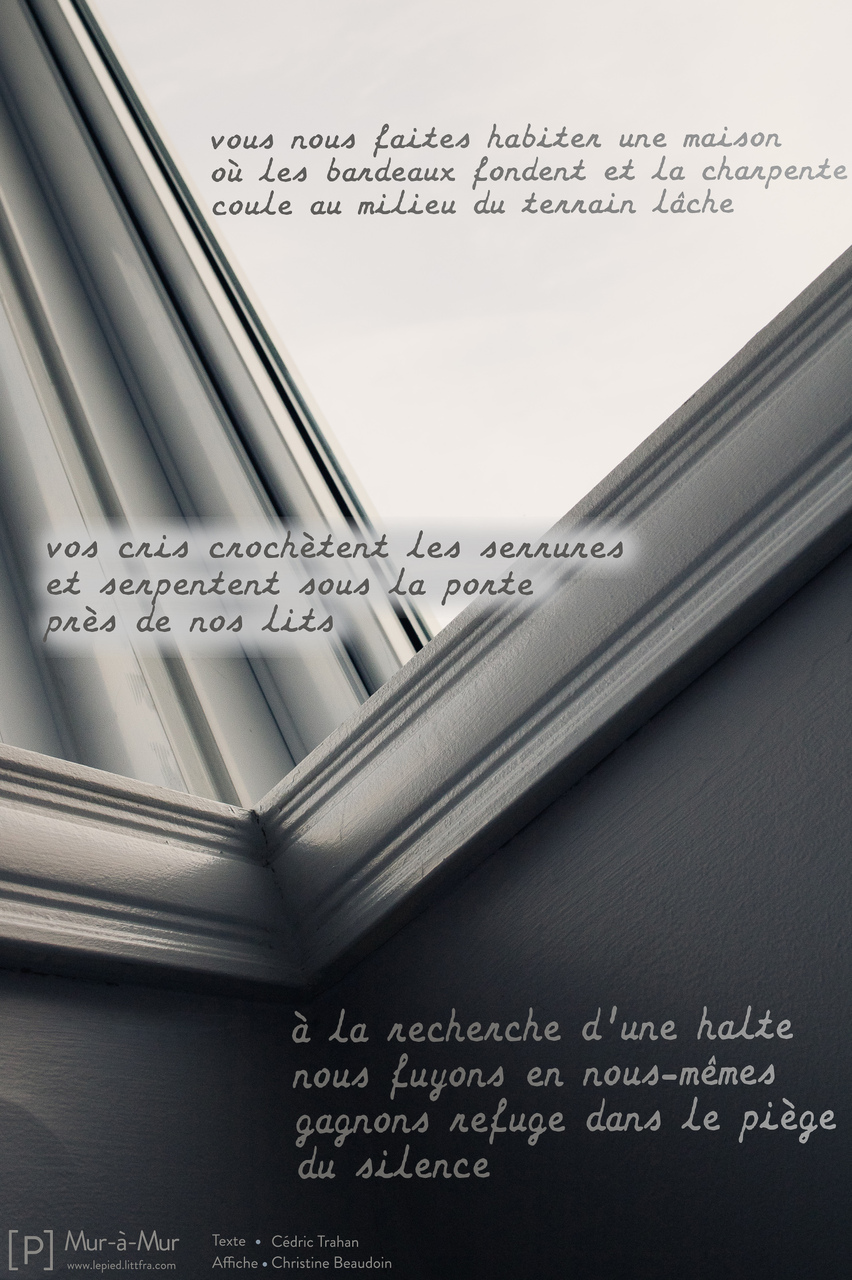 vous nous faites habiter une maison
où les bardeaux fondent et la charpente
coule au milieu du terrain lâche
vos cris crochètent les serrures
et serpentent sous la porte
près de nos lits
à la recherche d'une halte
nous fuyons en nous-mêmes
gagnons refuge dans le piège
du silence
[P] Mur-à-Mur
www.lepied.littfra.com
Texte • Cédric Trahan
Affiche • Christine Beaudoin